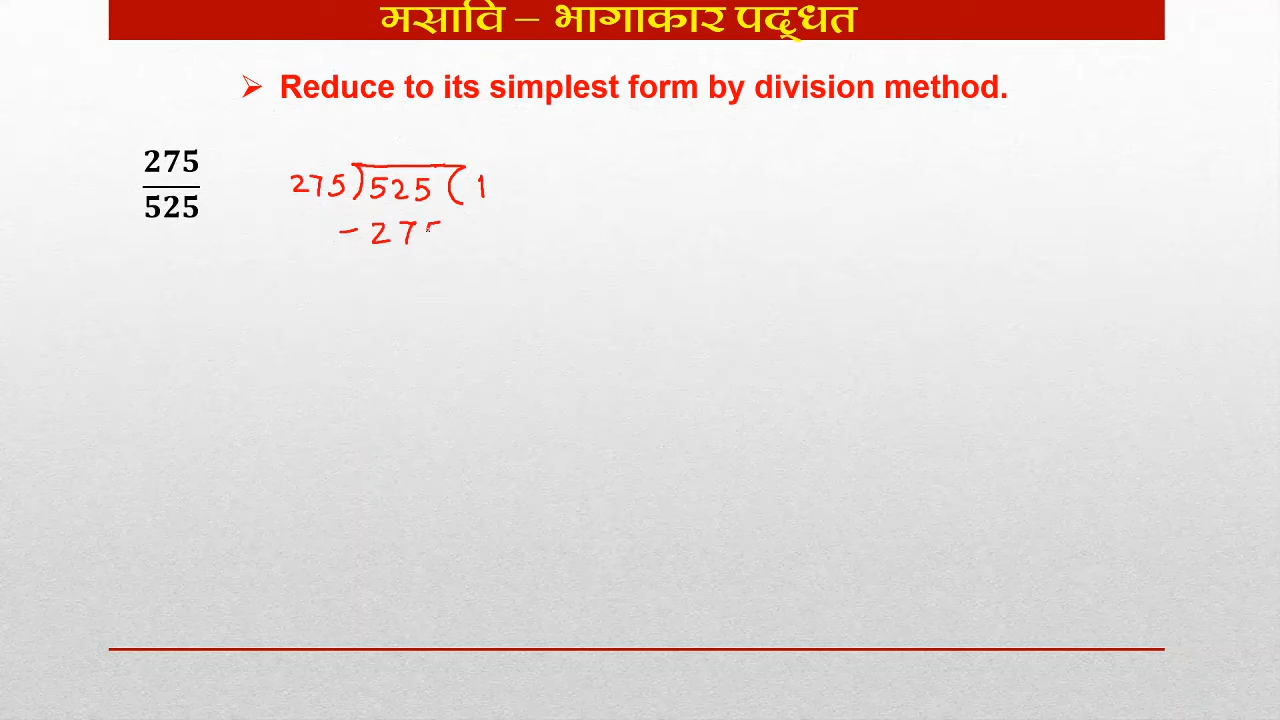 मसावि – भागाकार पद्धत
➢ Reduce to its simplest form by division method.
275
525
275)525(1
-275